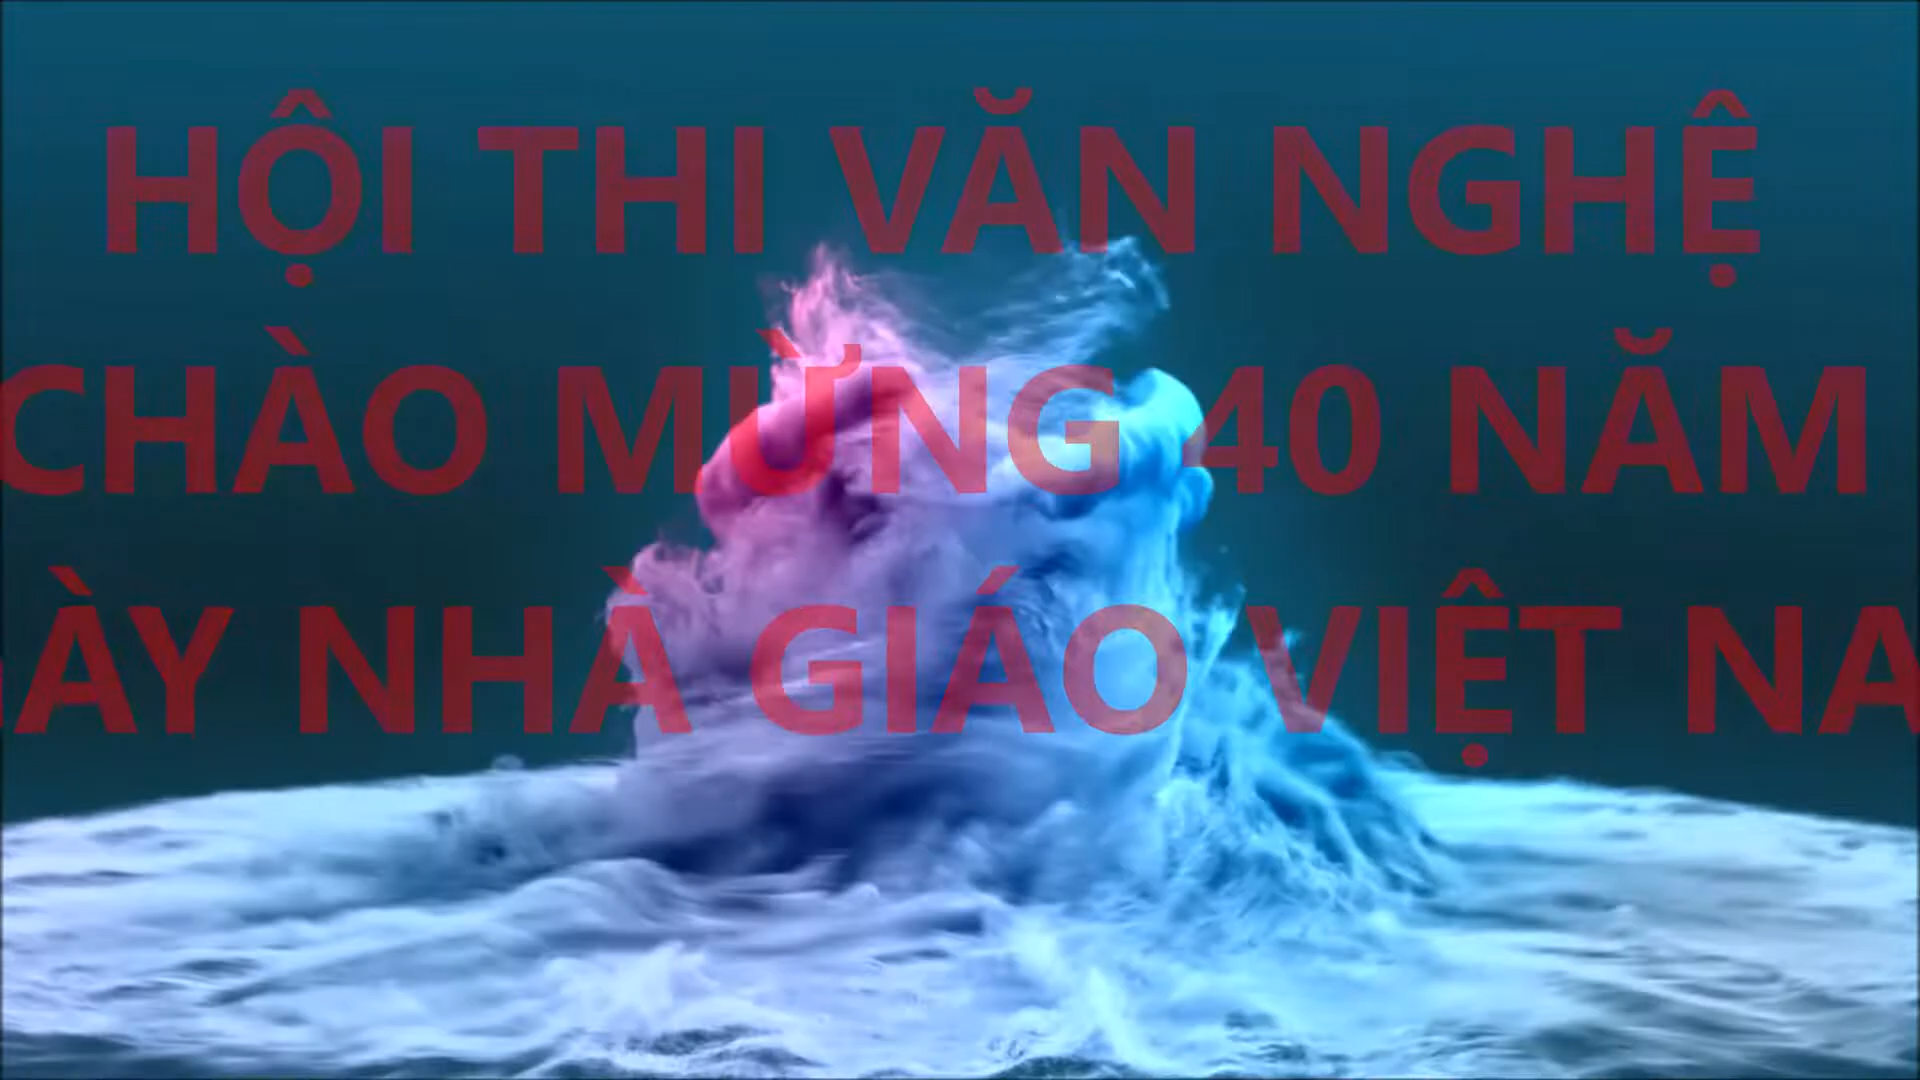 HỘI THI VĂN NGHỆ
CHÀO MỪNG 40 NĂM
ÀY NHÀ GIÁO VIỆT NA